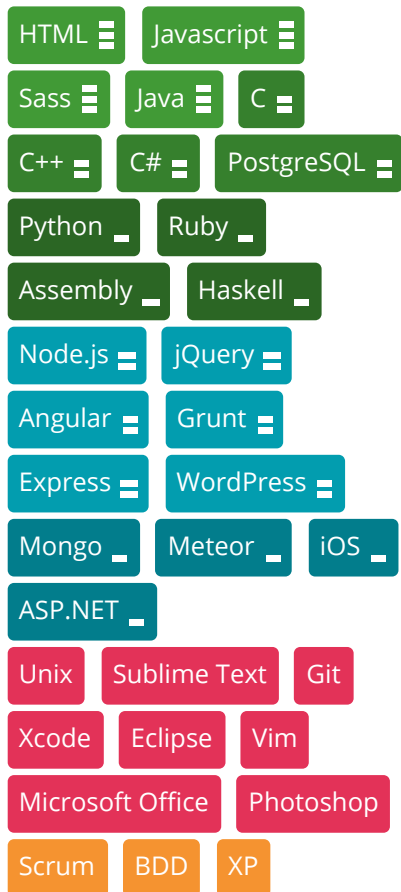 HTML Javascript
Sass Java C
C++ C# PostgreSQL
Python Ruby
Assembly Haskell
Node.js jQuery
Angular Grunt
Express WordPress
Mongo Meteor iOS
ASP.NET
Unix Sublime Text Git
Xcode Eclipse Vim
Microsoft Office Photoshop
Scrum BDD XP